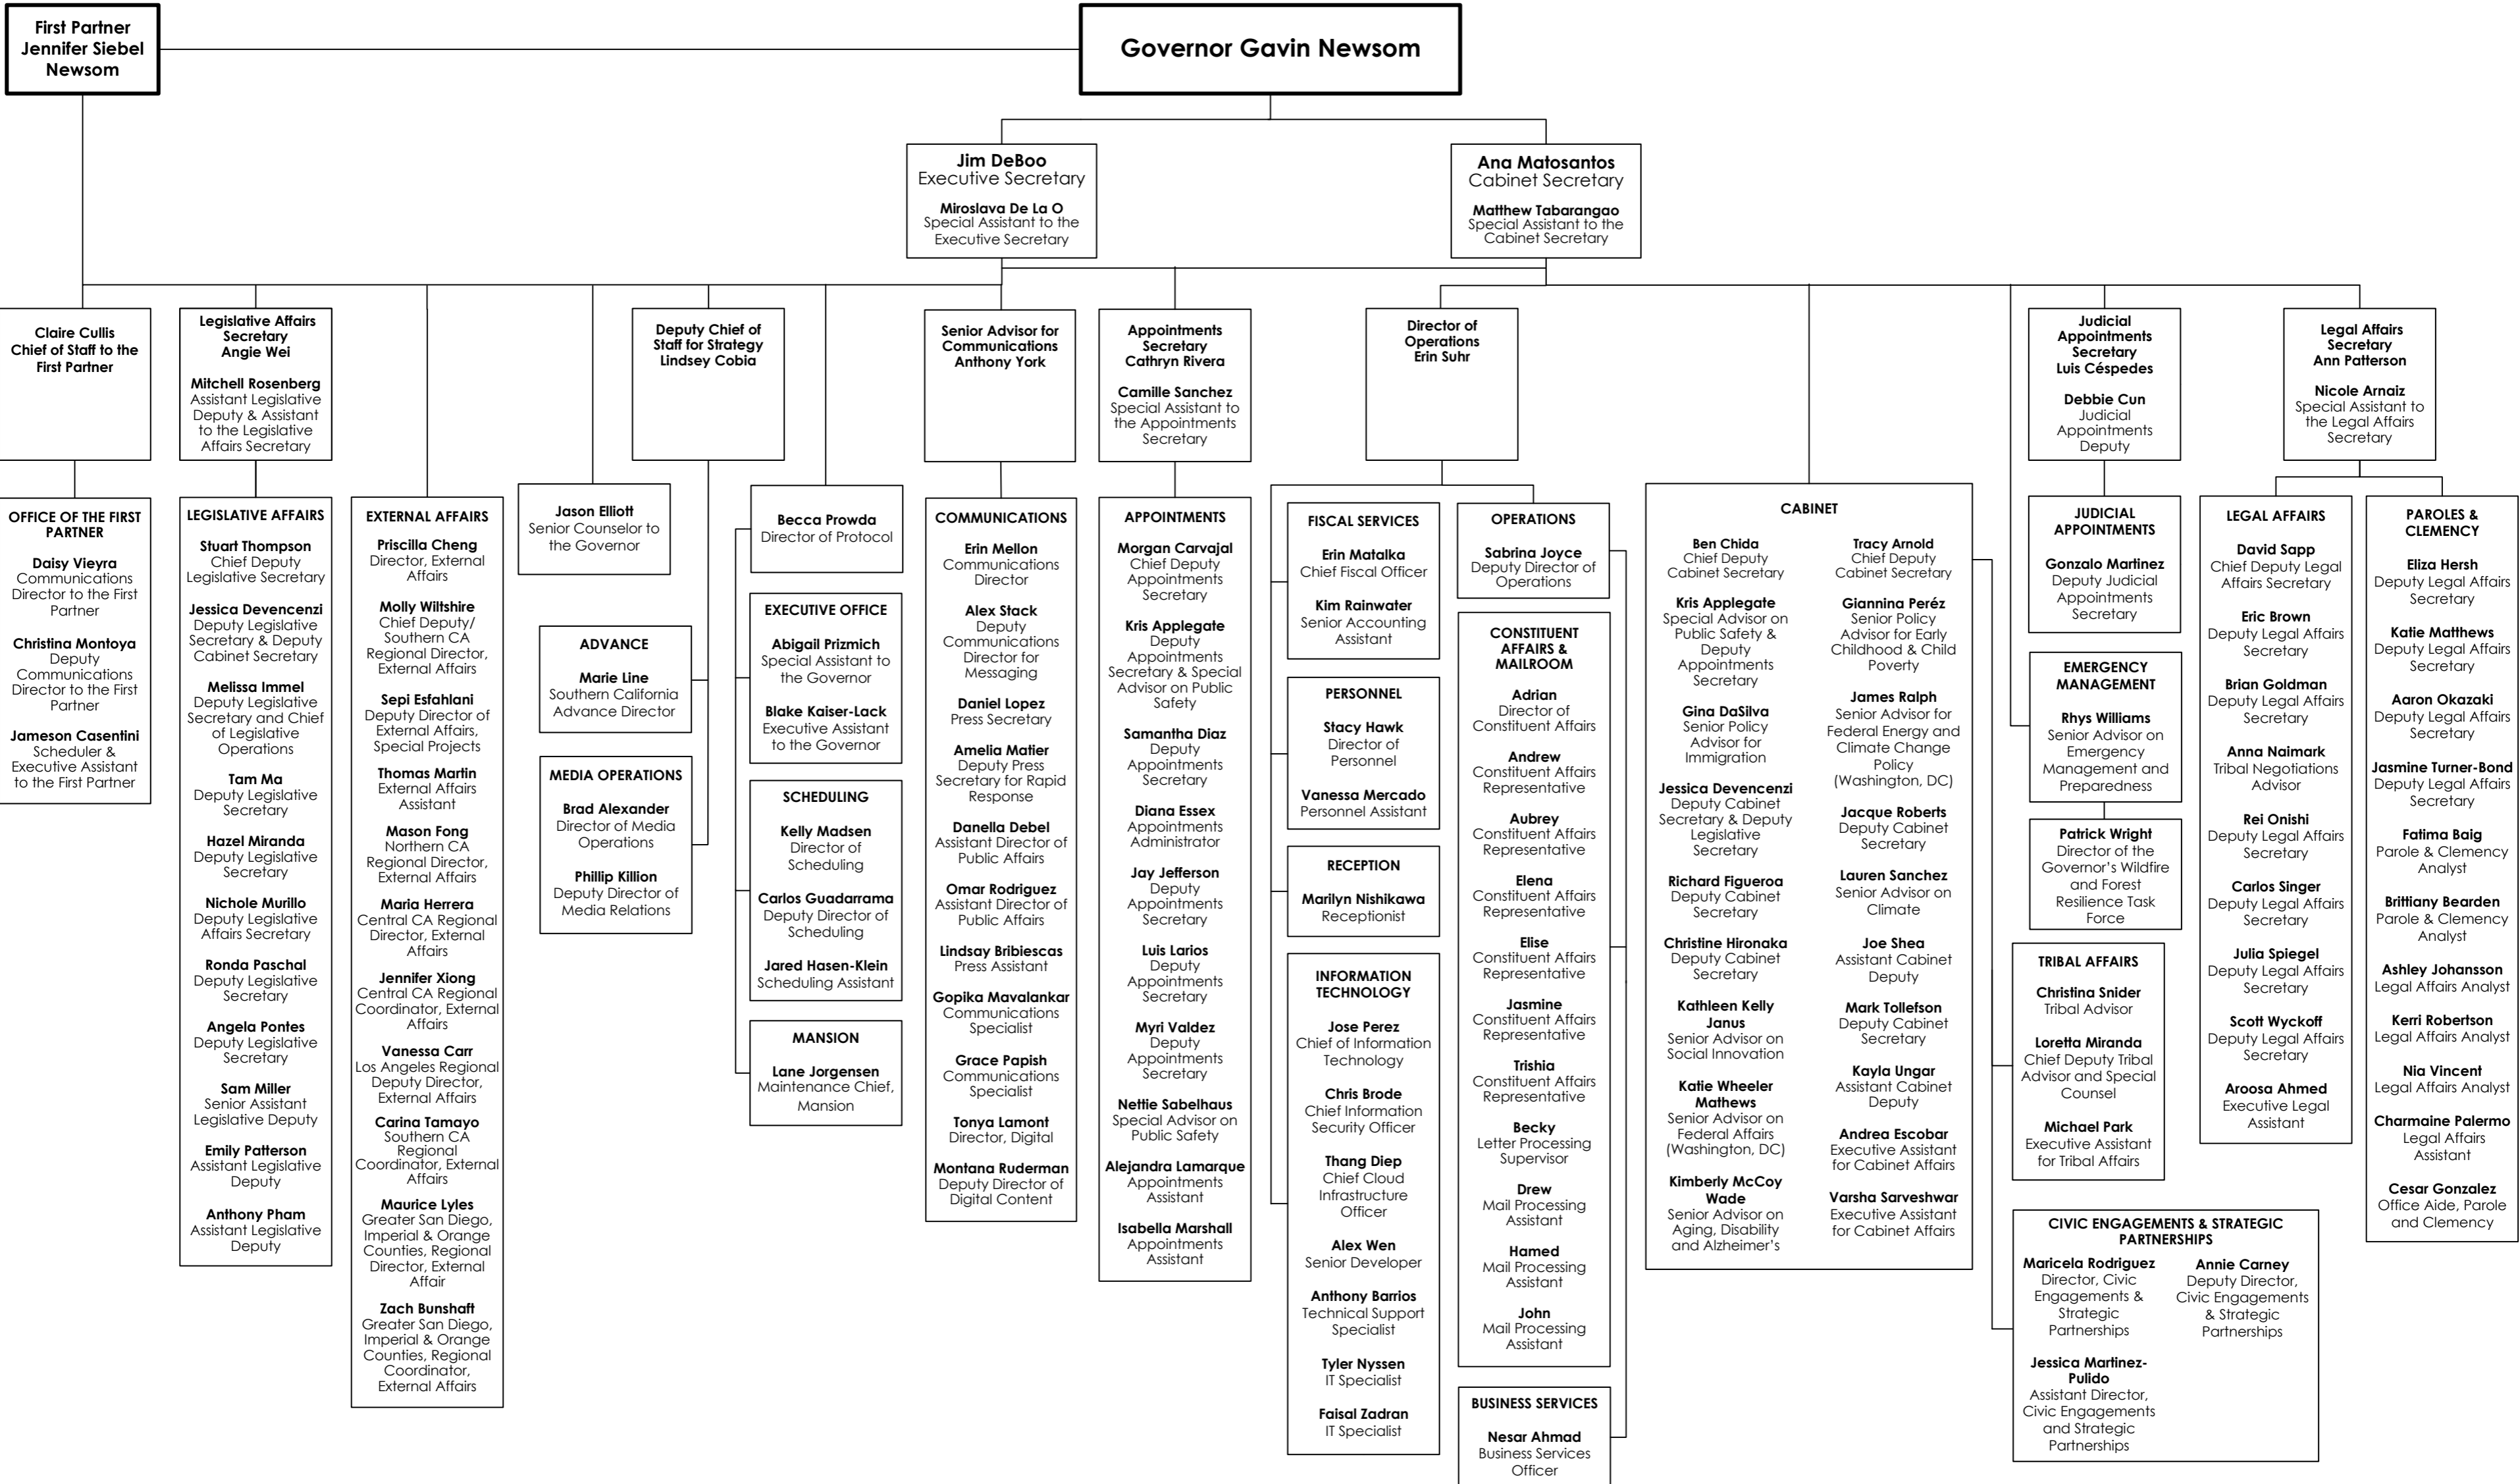 First Partner
Jennifer Siebel
Newsom
Governor Gavin Newsom
Jim DeBoo
Executive Secretary
Miroslava De La O
Special Assistant to the
Executive Secretary
Ana Matosantos
Cabinet Secretary
Matthew Tabarangao
Special Assistant to the
Cabinet Secretary
Claire Cullis
Chief of Staff to the
First Partner
Legislative Affairs
Secretary
Angie Wei
Mitchell Rosenberg
Assistant Legislative
Deputy & Assistant
to the Legislative
Affairs Secretary
Deputy Chief of
Staff for Strategy
Lindsey Cobia
Senior Advisor for
Communications
Anthony York
Appointments
Secretary
Cathryn Rivera
Camille Sanchez
Special Assistant to
the Appointments
Secretary
Director of
Operations
Erin Suhr
Judicial
Appointments
Secretary
Luis Céspedes
Debbie Cun
Judicial
Appointments
Deputy
Legal Affairs
Secretary
Ann Patterson
Nicole Arnaiz
Special Assistant to
the Legal Affairs
Secretary
OFFICE OF THE FIRST
PARTNER
Daisy Vieyra
Communications
Director to the First
Partner
Christina Montoya
Deputy
Communications
Director to the First
Partner
Jameson Casentini
Scheduler &
Executive Assistant
to the First Partner
LEGISLATIVE AFFAIRS
Stuart Thompson
Chief Deputy
Legislative Secretary
Jessica Devencenzi
Deputy Legislative
Secretary & Deputy
Cabinet Secretary
Melissa Immel
Deputy Legislative
Secretary and Chief
of Legislative
Operations
Tam Ma
Deputy Legislative
Secretary
Hazel Miranda
Deputy Legislative
Secretary
Nichole Murillo
Deputy Legislative
Affairs Secretary
Ronda Paschal
Deputy Legislative
Secretary
Angela Pontes
Deputy Legislative
Secretary
Sam Miller
Senior Assistant
Legislative Deputy
Emily Patterson
Assistant Legislative
Deputy
Anthony Pham
Assistant Legislative
Deputy
EXTERNAL AFFAIRS
Priscilla Cheng
Director, External
Affairs
Molly Wiltshire
Chief Deputy/
Southern CA
Regional Director,
External Affairs
Sepi Esfahlani
Deputy Director of
External Affairs,
Special Projects
Thomas Martin
External Affairs
Assistant
Mason Fong
Northern CA
Regional Director,
External Affairs
Maria Herrera
Central CA Regional
Director, External
Affairs
Jennifer Xiong
Central CA Regional
Coordinator, External
Affairs
Vanessa Carr
Los Angeles Regional
Deputy Director,
External Affairs
Carina Tamayo
Southern CA
Regional
Coordinator, External
Affairs
Maurice Lyles
Greater San Diego,
Imperial & Orange
Counties, Regional
Director, External
Affair
Zach Bunshaft
Greater San Diego,
Imperial & Orange
Counties, Regional
Coordinator,
External Affairs
Jason Elliott
Senior Counselor to
the Governor
ADVANCE
Marie Line
Southern California
Advance Director
MEDIA OPERATIONS
Brad Alexander
Director of Media
Operations
Phillip Killion
Deputy Director of
Media Relations
Becca Prowda
Director of Protocol
EXECUTIVE OFFICE
Abigail Prizmich
Special Assistant to
the Governor
Blake Kaiser-Lack
Executive Assistant
to the Governor
SCHEDULING
Kelly Madsen
Director of
Scheduling
Carlos Guadarrama
Deputy Director of
Scheduling
Jared Hasen-Klein
Scheduling Assistant
MANSION
Lane Jorgensen
Maintenance Chief,
Mansion
COMMUNICATIONS
Erin Mellon
Communications
Director
Alex Stack
Deputy
Communications
Director for
Messaging
Daniel Lopez
Press Secretary
Amelia Matier
Deputy Press
Secretary for Rapid
Response
Danella Debel
Assistant Director of
Public Affairs
Omar Rodriguez
Assistant Director of
Public Affairs
Lindsay Bribiescas
Press Assistant
Gopika Mavalankar
Communications
Specialist
Grace Papish
Communications
Specialist
Tonya Lamont
Director, Digital
Montana Ruderman
Deputy Director of
Digital Content
APPOINTMENTS
Morgan Carvajal
Chief Deputy
Appointments
Secretary
Kris Applegate
Deputy
Appointments
Secretary & Special
Advisor on Public
Safety
Samantha Diaz
Deputy
Appointments
Secretary
Diana Essex
Appointments
Administrator
Jay Jefferson
Deputy
Appointments
Secretary
Luis Larios
Deputy
Appointments
Secretary
Myri Valdez
Deputy
Appointments
Secretary
Nettie Sabelhaus
Special Advisor on
Public Safety
Alejandra Lamarque
Appointments
Assistant
Isabella Marshall
Appointments
Assistant
FISCAL SERVICES
Erin Matalka
Chief Fiscal Officer
Kim Rainwater
Senior Accounting
Assistant
PERSONNEL
Stacy Hawk
Director of
Personnel
Vanessa Mercado
Personnel Assistant
RECEPTION
Marilyn Nishikawa
Receptionist
INFORMATION
TECHNOLOGY
Jose Perez
Chief of Information
Technology
Chris Brode
Chief Information
Security Officer
Thang Diep
Chief Cloud
Infrastructure
Officer
Alex Wen
Senior Developer
Anthony Barrios
Technical Support
Specialist
Tyler Nyssen
IT Specialist
Faisal Zadran
IT Specialist
OPERATIONS
Sabrina Joyce
Deputy Director of
Operations
CONSTITUENT
AFFAIRS &
MAILROOM
Adrian
Director of
Constituent Affairs
Andrew
Constituent Affairs
Representative
Aubrey
Constituent Affairs
Representative
Elena
Constituent Affairs
Representative
Elise
Constituent Affairs
Representative
Jasmine
Constituent Affairs
Representative
Trishia
Constituent Affairs
Representative
Becky
Letter Processing
Supervisor
Drew
Mail Processing
Assistant
Hamed
Mail Processing
Assistant
John
Mail Processing
Assistant
BUSINESS SERVICES
Nesar Ahmad
Business Services
Officer
CABINET
Ben Chida
Chief Deputy
Cabinet Secretary
Kris Applegate
Special Advisor on
Public Safety &
Deputy
Appointments
Secretary
Gina DaSilva
Senior Policy
Advisor for
Immigration
Jessica Devencenzi
Deputy Cabinet
Secretary & Deputy
Legislative
Secretary
Richard Figueroa
Deputy Cabinet
Secretary
Christine Hironaka
Deputy Cabinet
Secretary
Kathleen Kelly
Janus
Senior Advisor on
Social Innovation
Katie Wheeler
Mathews
Senior Advisor on
Federal Affairs
(Washington, DC)
Kimberly McCoy
Wade
Senior Advisor on
Aging, Disability
and Alzheimer's
Tracy Arnold
Chief Deputy
Cabinet Secretary
Giannina Peréz
Senior Policy
Advisor for Early
Childhood & Child
Poverty
James Ralph
Senior Advisor for
Federal Energy and
Climate Change
Policy
(Washington, DC)
Jacque Roberts
Deputy Cabinet
Secretary
Lauren Sanchez
Senior Advisor on
Climate
Joe Shea
Assistant Cabinet
Deputy
Mark Tollefson
Deputy Cabinet
Secretary
Kayla Ungar
Assistant Cabinet
Deputy
Andrea Escobar
Executive Assistant
for Cabinet Affairs
Varsha Sarveshwar
Executive Assistant
for Cabinet Affairs
JUDICIAL
APPOINTMENTS
Gonzalo Martinez
Deputy Judicial
Appointments
Secretary
EMERGENCY
MANAGEMENT
Rhys Williams
Senior Advisor on
Emergency
Management and
Preparedness
Patrick Wright
Director of the
Governor's Wildfire
and Forest
Resilience Task
Force
TRIBAL AFFAIRS
Christina Snider
Tribal Advisor
Loretta Miranda
Chief Deputy Tribal
Advisor and Special
Counsel
Michael Park
Executive Assistant
for Tribal Affairs
CIVIC ENGAGEMENTS & STRATEGIC
PARTNERSHIPS
Maricela Rodriguez
Director, Civic
Engagements &
Strategic
Partnerships
Jessica Martinez-
Pulido
Assistant Director,
Civic Engagements
and Strategic
Partnerships
Annie Carney
Deputy Director,
Civic Engagements
& Strategic
Partnerships
LEGAL AFFAIRS
David Sapp
Chief Deputy Legal
Affairs Secretary
Eric Brown
Deputy Legal Affairs
Secretary
Brian Goldman
Deputy Legal Affairs
Secretary
Anna Naimark
Tribal Negotiations
Advisor
Rei Onishi
Deputy Legal Affairs
Secretary
Carlos Singer
Deputy Legal Affairs
Secretary
Julia Spiegel
Deputy Legal Affairs
Secretary
Scott Wyckoff
Deputy Legal Affairs
Secretary
Aroosa Ahmed
Executive Legal
Assistant
PAROLES &
CLEMENCY
Eliza Hersh
Deputy Legal Affairs
Secretary
Katie Matthews
Deputy Legal Affairs
Secretary
Aaron Okazaki
Deputy Legal Affairs
Secretary
Jasmine Turner-Bond
Deputy Legal Affairs
Secretary
Fatima Baig
Parole & Clemency
Analyst
Brittiany Bearden
Parole & Clemency
Analyst
Ashley Johansson
Legal Affairs Analyst
Kerri Robertson
Legal Affairs Analyst
Nia Vincent
Legal Affairs Analyst
Charmaine Palermo
Legal Affairs
Assistant
Cesar Gonzalez
Office Aide, Parole
and Clemency